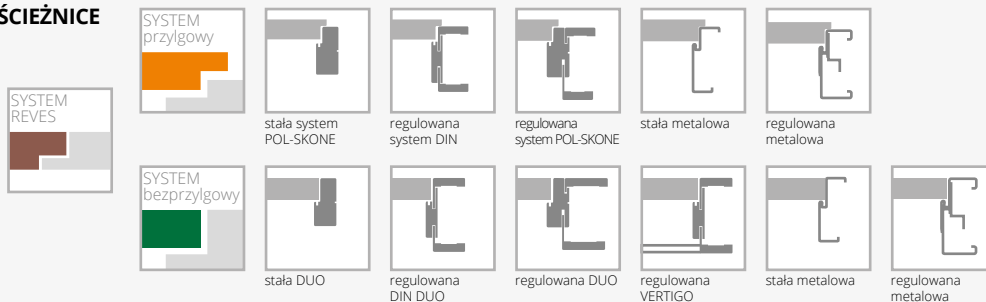 ŚCIEŻNICE
SYSTEM
REVES
SYSTEM
przylgowy
stała system
POL-SKONE
regulowana
system DIN
regulowana
system POL-SKONE
stała metalowa
regulowana
metalowa
SYSTEM
bezprzylgowy
stała DUO
regulowana
DIN DUO
regulowana DUO
regulowana
VERTIGO
stała metalowa
regulowana
metalowa